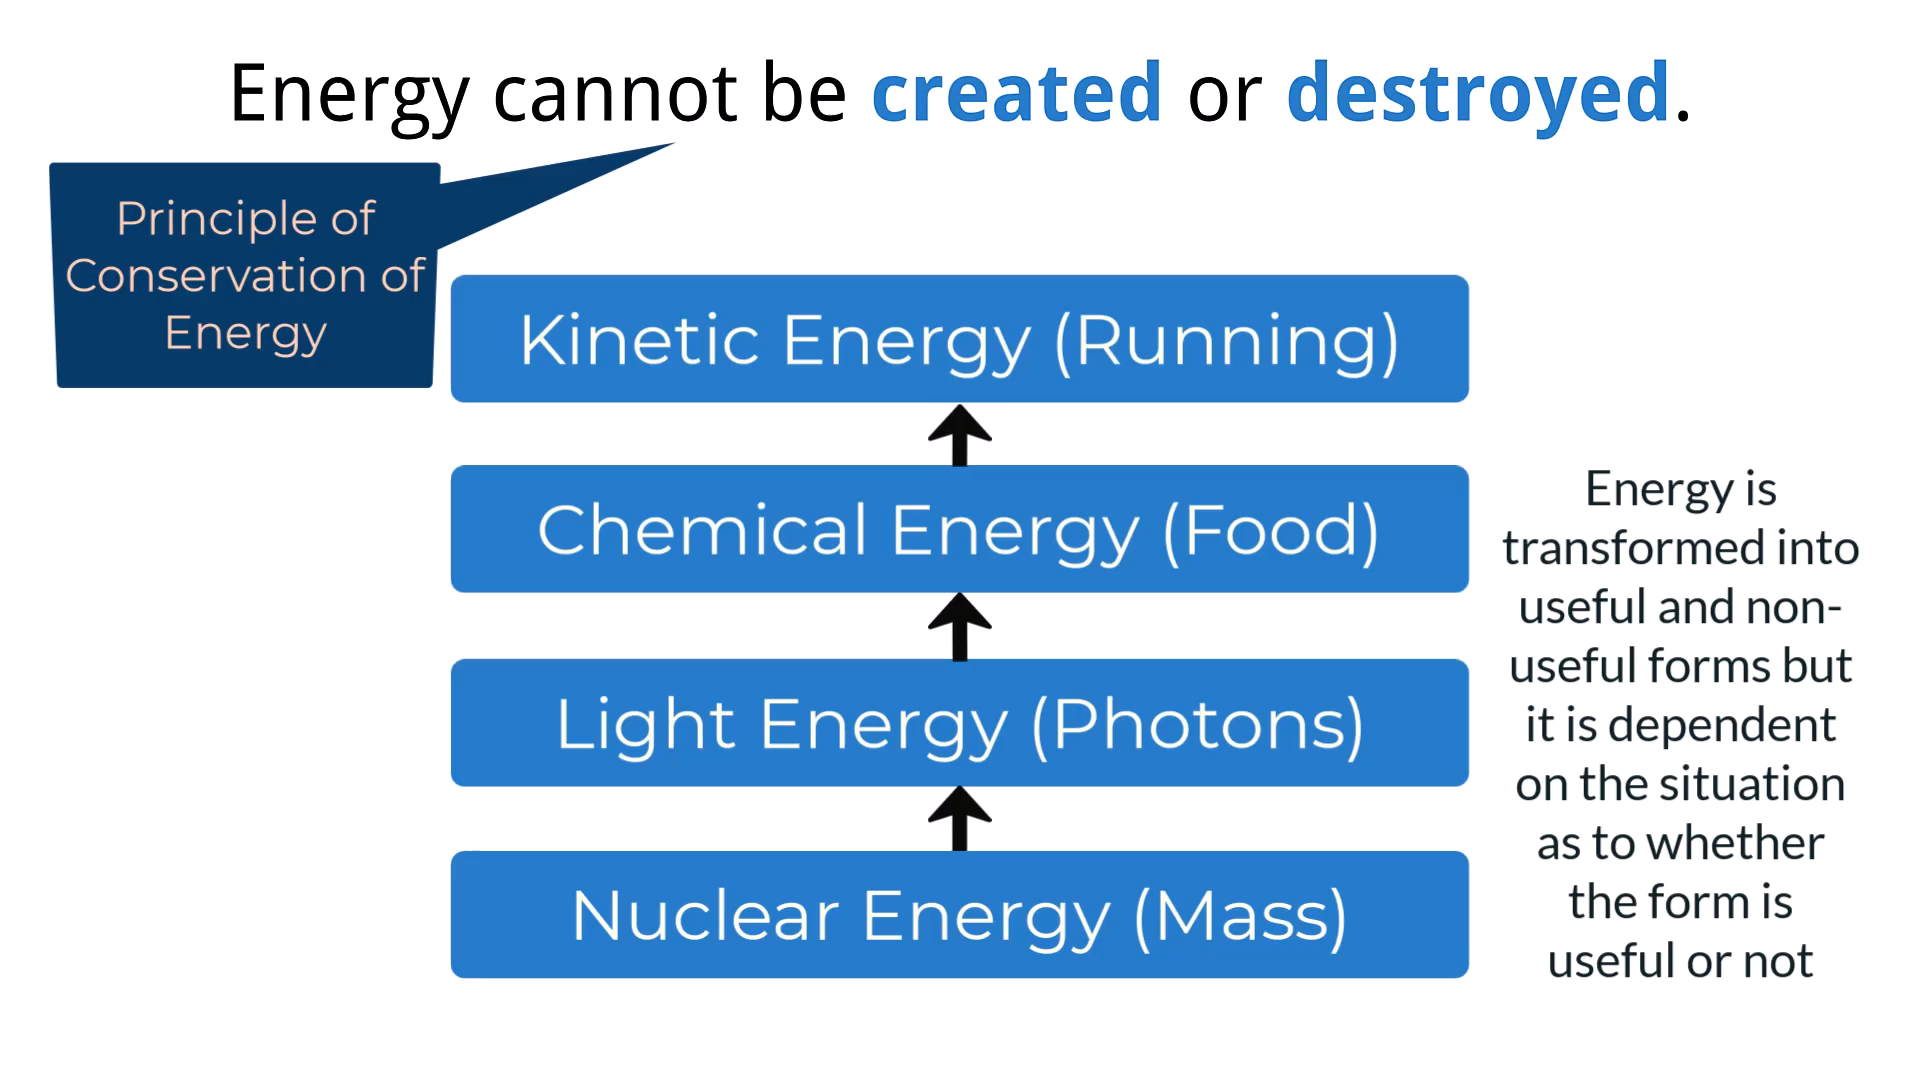 Energy cannot be created or destroyed.
Principle of
Conservation of
Energy
Kinetic Energy (Running)
Chemical Energy (Food)
Light Energy (Photons)
Nuclear Energy (Mass)
Energy is
transformed into
useful and non-
useful forms but
it is dependent
on the situation
as to whether
the form is
useful or not